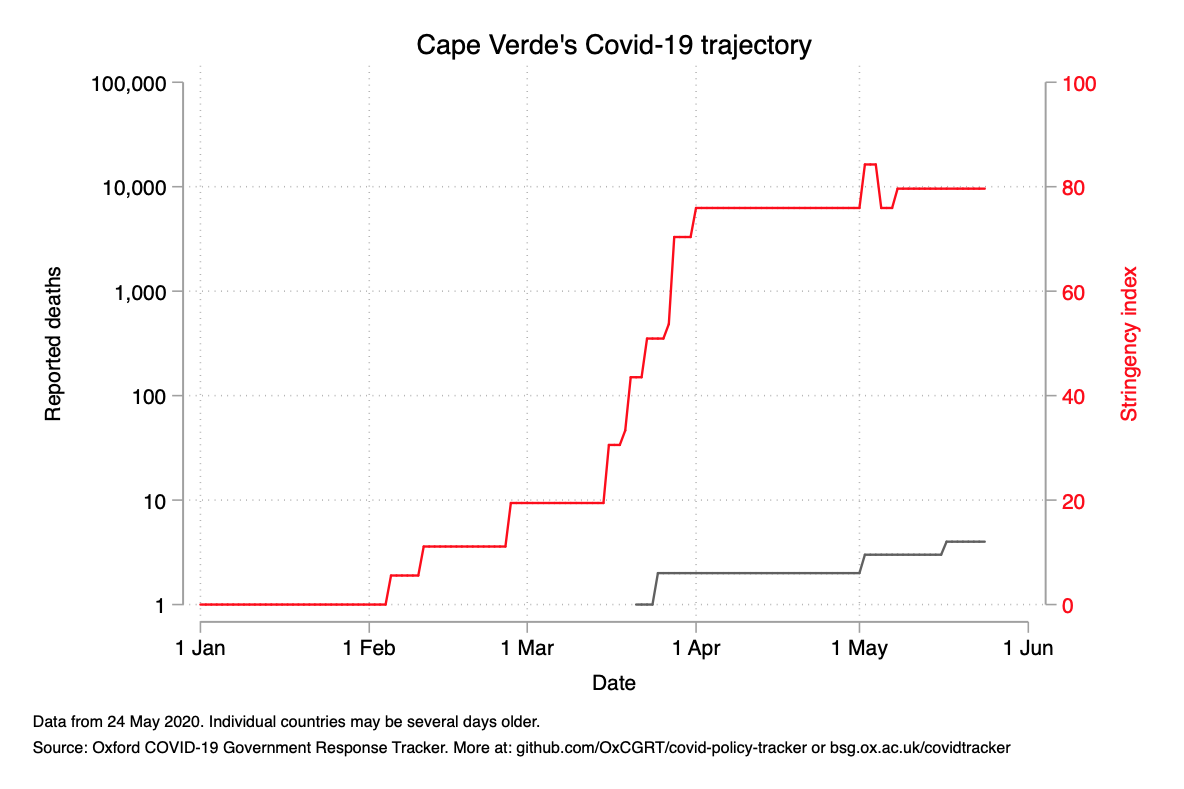 Cape Verde's Covid-19 trajectory
100,000
10,000
1,000
100
10
1
Reported deaths
100
80
60
40
20
0
Stringency index
1 Jan
1 Feb
1 Mar
1 Apr
1 May
1 Jun
Date
Data from 24 May 2020. Individual countries may be several days older.
Source: Oxford COVID-19 Government Response Tracker. More at: github.com/OxCGRT/covid-policy-tracker or bsg.ox.ac.uk/covidtracker